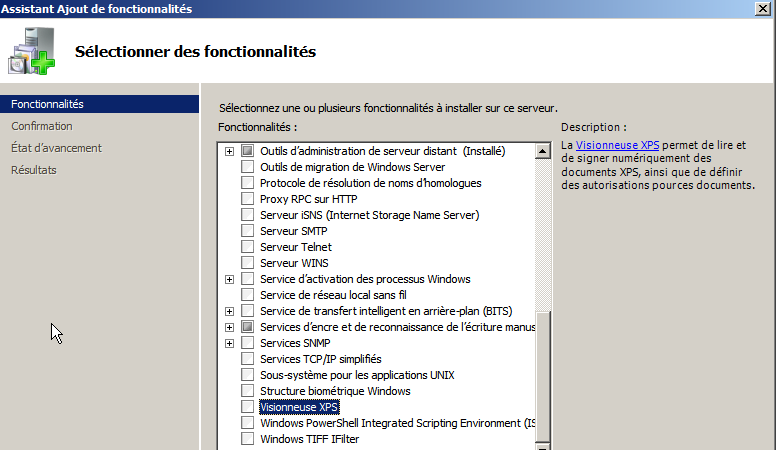 Assistant Ajout de fonctionnalités
Sélectionner des fonctionnalités
Fonctionnalités
Confirmation
État d'avancement
Résultats
Sélectionnez une ou plusieurs fonctionnalités à installer sur ce serveur.
Fonctionnalités :
Outils d'administration de serveur distant (Installé)
Outils de migration de Windows Server
Protocole de résolution de noms d'homologues
Proxy RPC sur HTTP
Serveur iSNS (Internet Storage Name Server)
Serveur SMTP
Serveur Telnet
Serveur WINS
Service d'activation des processus Windows
Service de réseau local sans fil
Service de transfert intelligent en arrière-plan (BITS)
Services d'encre et de reconnaissance de l'écriture manus
Services SNMP
Services TCP/IP simplifiés
Sous-système pour les applications UNIX
Structure biométrique Windows
Visionneuse XPS
Windows PowerShell Integrated Scripting Environment (IS
Windows TIFF IFilter
Description :
La Visionneuse XPS permet de lire et
de signer numériquement des
documents XPS, ainsi que de définir
des autorisations pources documents.